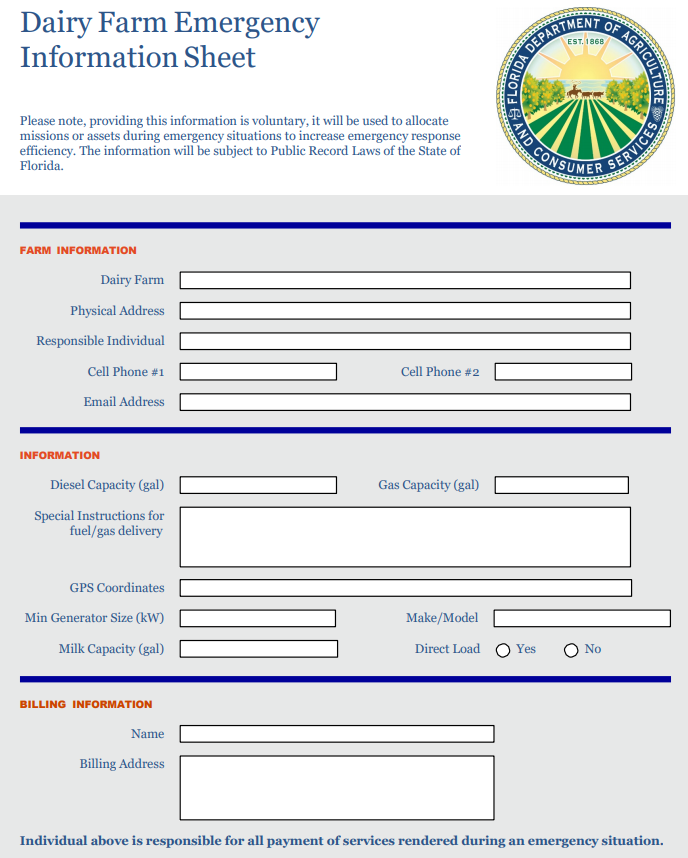 Dairy Farm Emergency
Information Sheet
FLORIDA DEPARTMENT OF AGRICULTURE
AND CONSUMER SERVICES
EST. 1868
Please note, providing this information is voluntary, it will be used to allocate
missions or assets during emergency situations to increase emergency response
efficiency. The information will be subject to Public Record Laws of the State of
Florida.
FARM INFORMATION
Dairy Farm
Physical Address
Responsible Individual
Cell Phone #1 Cell Phone #2
Email Address
INFORMATION
Diesel Capacity (gal) Gas Capacity (gal)
Special Instructions for
fuel/gas delivery
GPS Coordinates
Min Generator Size (kW) Make/Model
Milk Capacity (gal) Direct Load Yes No
BILLING INFORMATION
Name
Billing Address
Individual above is responsible for all payment of services rendered during an emergency situation.